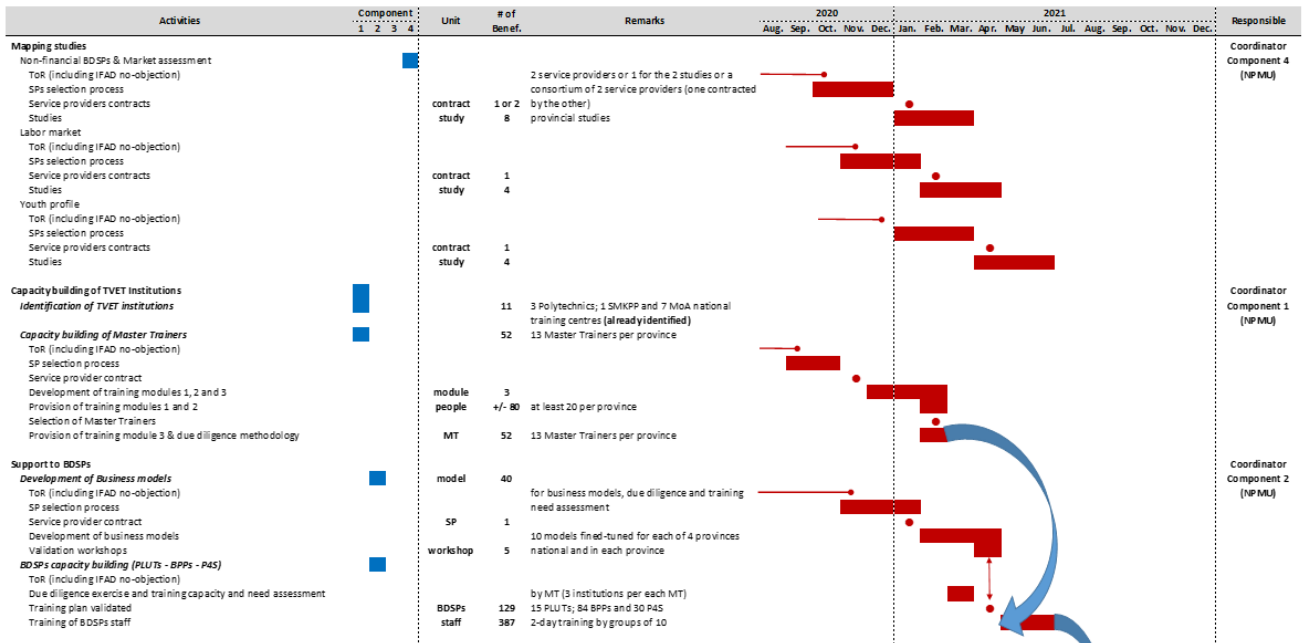 Activities Component Unit # of Remarks 2020 2021 Responsible
1 2 3 4 Benef. Aug. Sep. Oct. Nov. Dec. Jan. Feb. Mar. Apr. May Jun. Jul. Aug. Sep. Oct. Nov. Dec.
Mapping studies Coordinator
Non-financial BDSPs & Market assessment Component 4
ToR (including IFAD no-objection) 2 service providers or 1 for the 2 studies or a (NPMU)
SPs selection process consortium of 2 service providers (one contracted
Service providers contracts contract 1 or 2 by the other)
Studies study 8 provincial studies
Labor market
ToR (including IFAD no-objection)
SPs selection process
Service providers contracts contract 1
Studies study 4
Youth profile
ToR (including IFAD no-objection)
SPs selection process
Service providers contracts contract 1
Studies study 4
Capacity building of TVET Institutions Coordinator
Identification of TVET institutions 11 3 Polytechnics; 1 SMKPP and 7 MoA national Component 1
training centres (already identified) (NPMU)
Capacity building of Master Trainers 52 13 Master Trainers per province
ToR (including IFAD no-objection)
SP selection process
Service provider contract
Development of training modules 1, 2 and 3 module 3
Provision of training modules 1 and 2 people +/- 80 at least 20 per province
Selection of Master Trainers
Provision of training module 3 & due diligence methodology MT 52 13 Master Trainers per province
Support to BDSPs Coordinator
Development of Business models model 40 Component 2
ToR (including IFAD no-objection) for business models, due diligence and training (NPMU)
SP selection process need assessment
Service provider contract SP 1
Development of business models 10 models fined-tuned for each of 4 provinces
Validation workshops workshop 5 national and in each province
BDSPs capacity building (PLUTs - BPPs - P4S)
ToR (including IFAD no-objection)
Due diligence exercise and training capacity and need assessment by MT (3 institutions per each MT)
Training plan validated BDSPs 129 15 PLUTs; 84 BPPs and 30 P4S
Training of BDSPs staff staff 387 2-day training by groups of 10